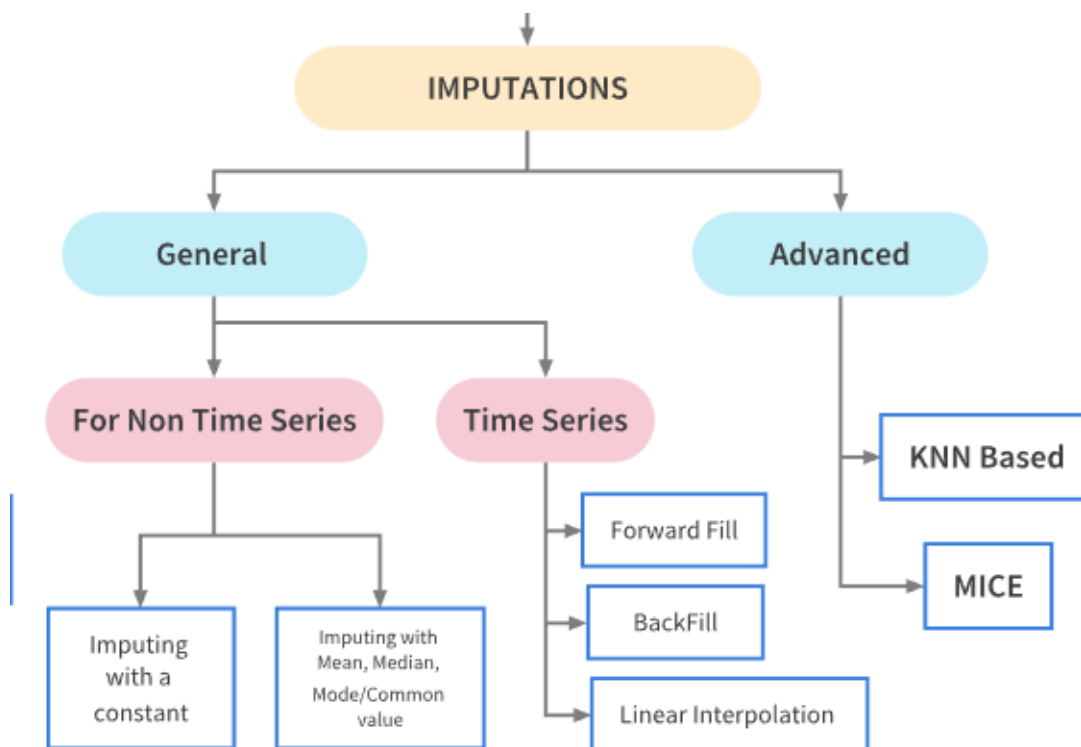 IMPUTATIONS
General
Advanced
For Non Time Series
Time Series
KNN Based
Forward Fill
MICE
BackFill
Imputing
with a
constant
Imputing with
Mean, Median,
Mode/Common
value
Linear Interpolation